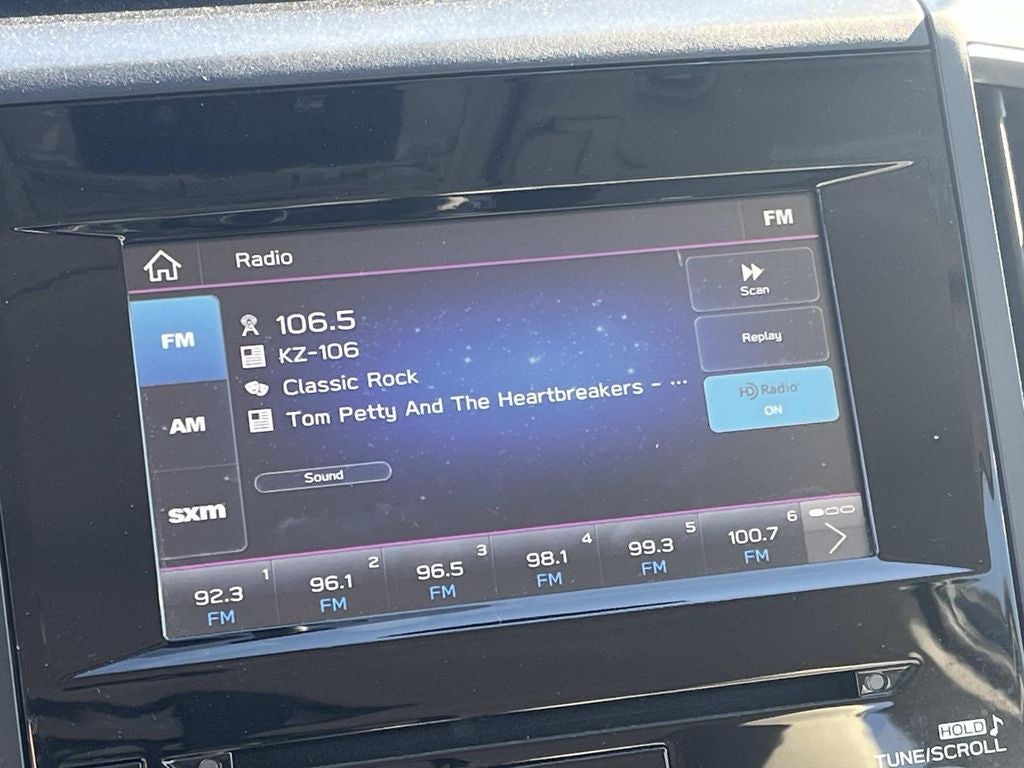 Radio
FM
FM
AM
sxm
106.5
KZ-106
Classic Rock
Tom Petty And The Heartbreakers - ...
Sound
Scan
Replay
HD Radio
ON
1
92.3
FM
2
96.1
FM
3
96.5
FM
4
98.1
FM
5
99.3
FM
6
100.7
FM
HOLD
TUNE/SCROLL